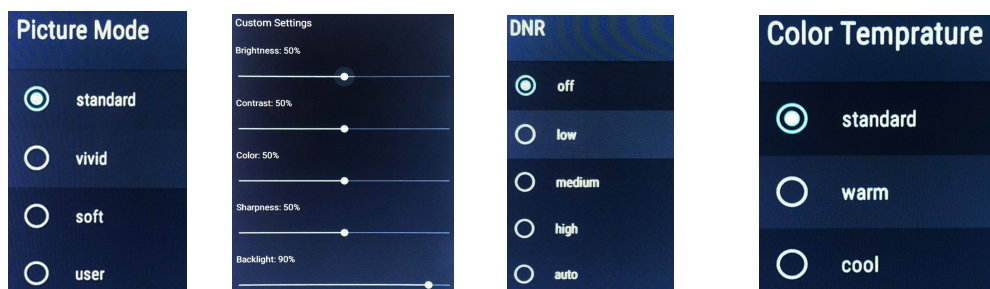 Picture Mode
standard
vivid
soft
user
Custom Settings
Brightness: 50%
Contrast: 50%
Color: 50%
Sharpness: 50%
Backlight: 90%
DNR
off
low
medium
high
auto
Color Temprature
standard
warm
cool